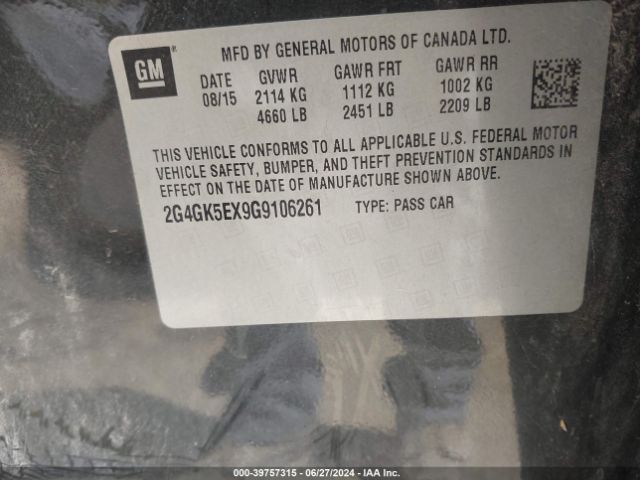 GM
MFD BY GENERAL MOTORS OF CANADA LTD.
DATE GVWR GAWR FRT GAWR RR
08/15 2114 KG 1112 KG 1002 KG
4660 LB 2451 LB 2209 LB
THIS VEHICLE CONFORMS TO ALL APPLICABLE U.S. FEDERAL MOTOR
VEHICLE SAFETY, BUMPER, AND THEFT PREVENTION STANDARDS IN
EFFECT ON THE DATE OF MANUFACTURE SHOWN ABOVE.
2G4GK5EX9G9106261 TYPE: PASS CAR
000-39757315 - 06/27/2024 - IAA Inc.